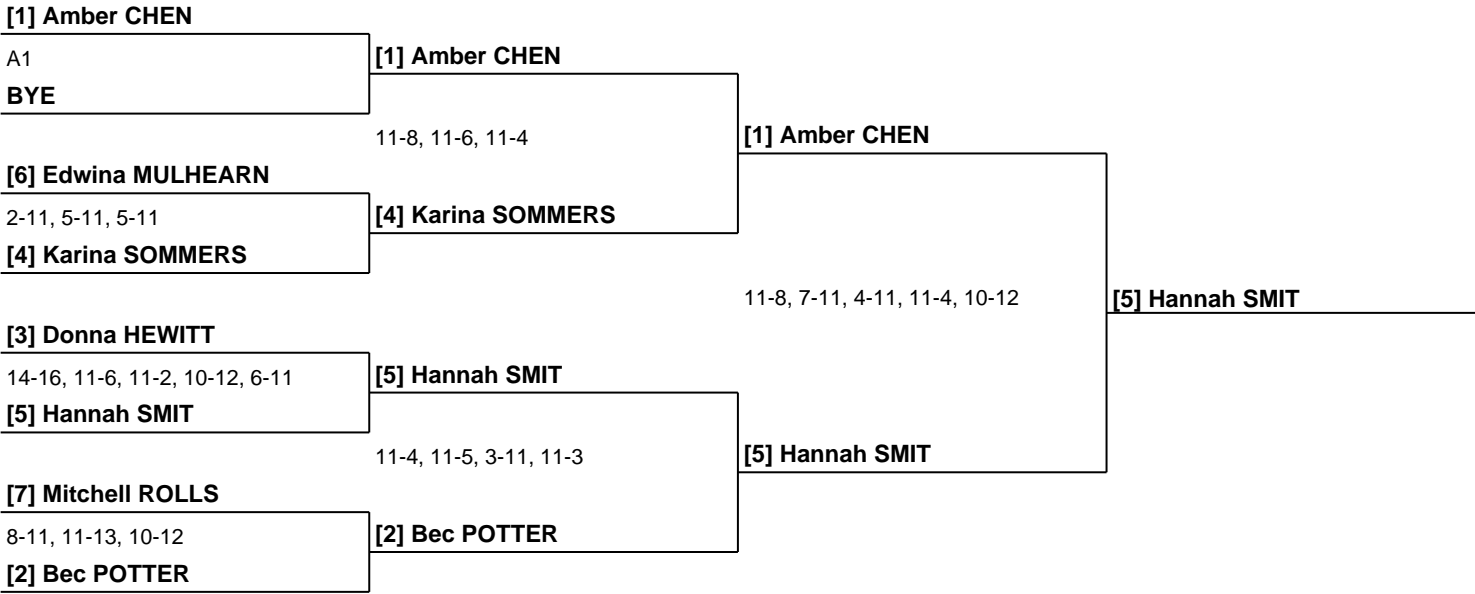 [1] Amber CHEN
A1
BYE
[1] Amber CHEN
11-8, 11-6, 11-4
[6] Edwina MULHEARN
2-11, 5-11, 5-11
[4] Karina SOMMERS
[4] Karina SOMMERS
[1] Amber CHEN
11-8, 7-11, 4-11, 11-4, 10-12
[5] Hannah SMIT
[3] Donna HEWITT
14-16, 11-6, 11-2, 10-12, 6-11
[5] Hannah SMIT
[5] Hannah SMIT
11-4, 11-5, 3-11, 11-3
[5] Hannah SMIT
[7] Mitchell ROLLS
8-11, 11-13, 10-12
[2] Bec POTTER
[2] Bec POTTER